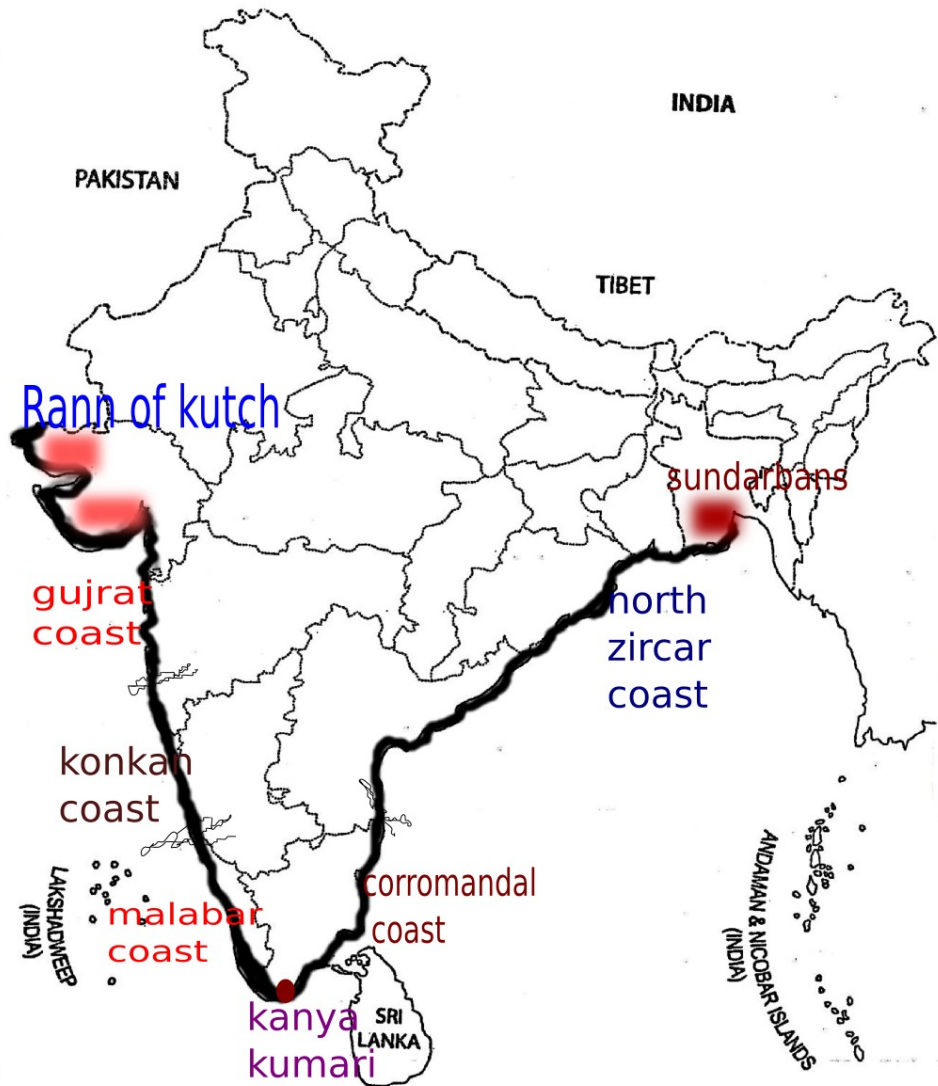 INDIA
PAKISTAN
TIBET
Rann of kutch
sundarbans
gujrat
coast
north
zircar
coast
konkan
coast
corromandal
coast
malabar
coast
LAKSHADWEEP
(INDIA)
ANDAMAN & NICOBAR ISLANDS
(INDIA)
SRI
LANKA
kanya
kumari